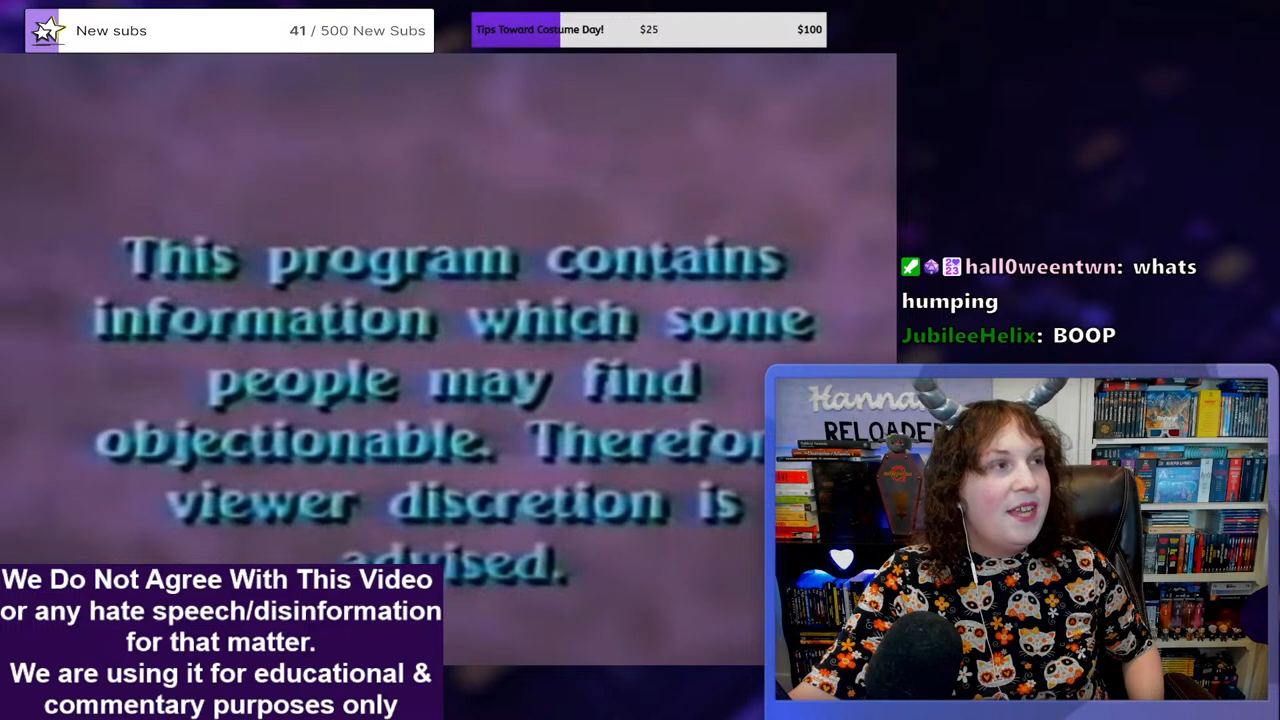 New subs
41 / 500 New Subs
Tips Toward Costume Day!
$25
$100
This program contains
information which some
people may find
objectionable. Therefor
viewer discretion is
advised.
hall0weentwn: whats
humping
JubileeHelix: BOOP
Hanna
RELOADED
We Do Not Agree With This Video
or any hate speech/disinformation
for that matter.
We are using it for educational &
commentary purposes only